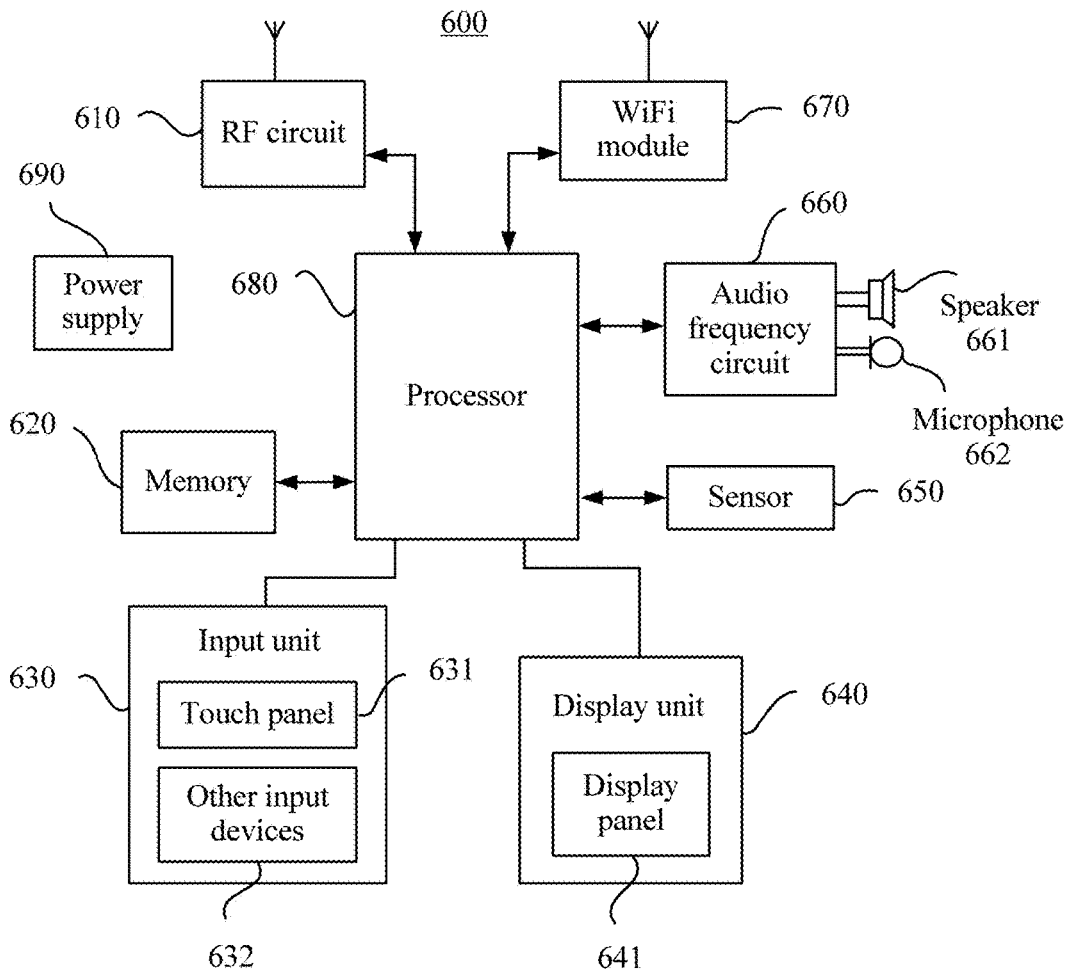 600
610
RF circuit
WiFi
module
670
690
Power
supply
680
Processor
660
Audio
frequency
circuit
Speaker
661
Microphone
662
620
Memory
Sensor
650
Input unit
630
631
Touch panel
Other input
devices
632
Display unit
640
Display
panel
641